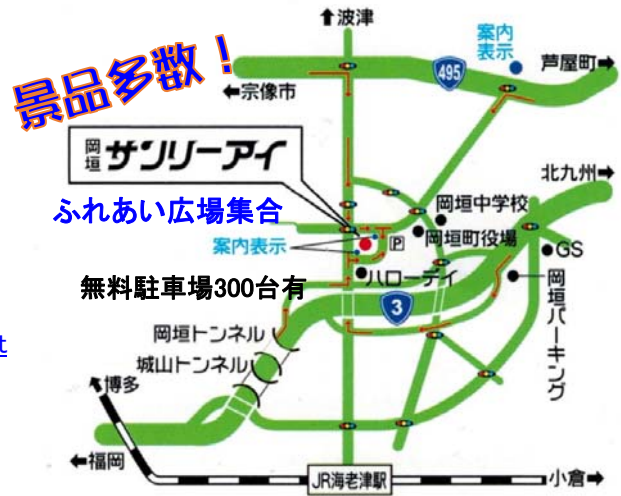 ↑波津
案内
表示
495
芦屋町→
景品多数！
←宗像市
岡垣 サンリーアイ
北九州→
ふれあい広場集合
岡垣中学校
P
岡垣町役場
案内表示
GS
ハローデイ
無料駐車場300台有
3
岡垣パーキング
岡垣トンネル
t
城山トンネル
博多
←福岡
JR海老津駅
小倉→